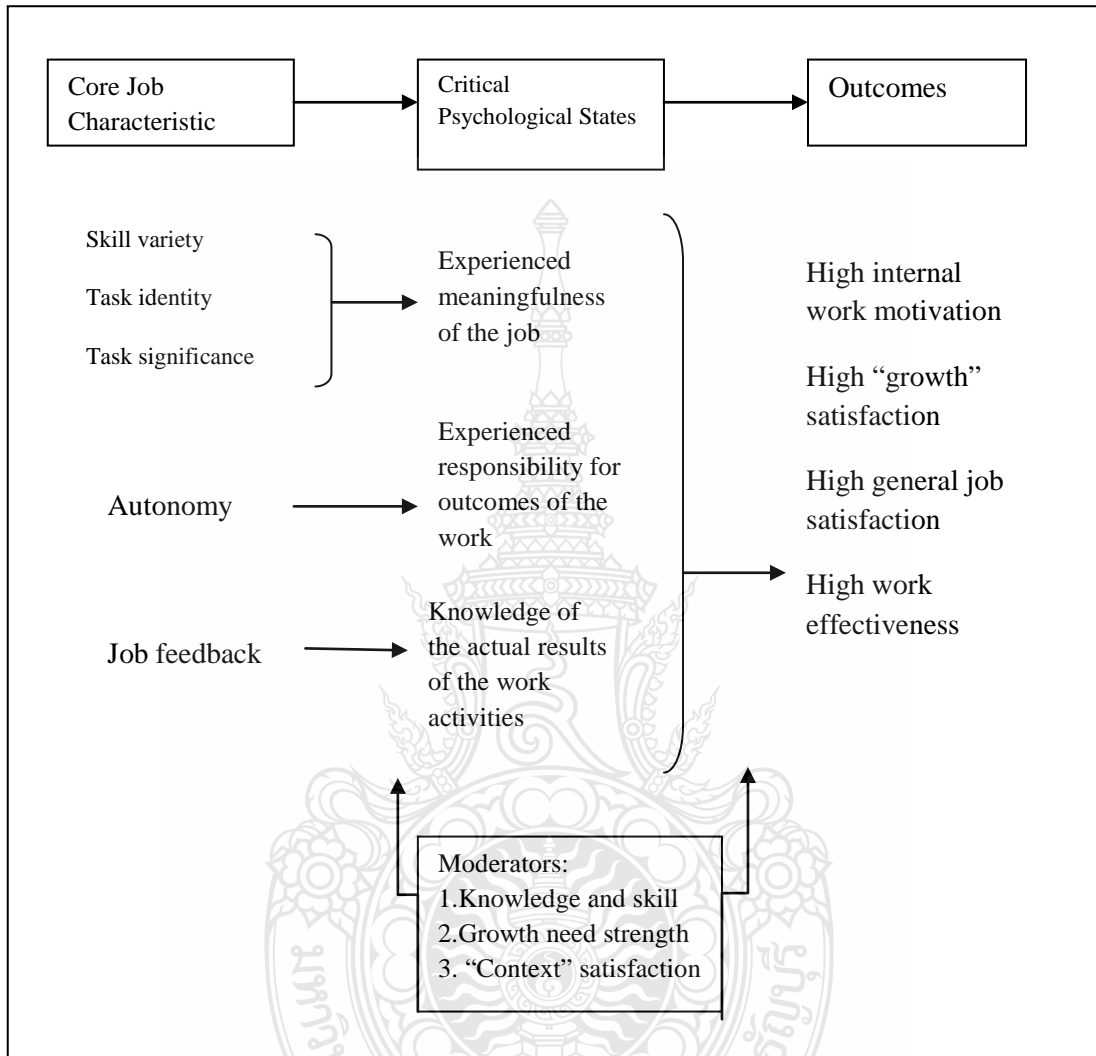 Core Job
Characteristic
Critical
Psychological States
Outcomes
Skill variety
Task identity
Task significance
Experienced
meaningfulness
of the job
High internal
work motivation
High “growth”
satisfaction
High general job
satisfaction
High work
effectiveness
Autonomy
Experienced
responsibility for
outcomes of the
work
Job feedback
Knowledge of
the actual results
of the work
activities
Moderators:
1.Knowledge and skill
2.Growth need strength
3. “Context” satisfaction